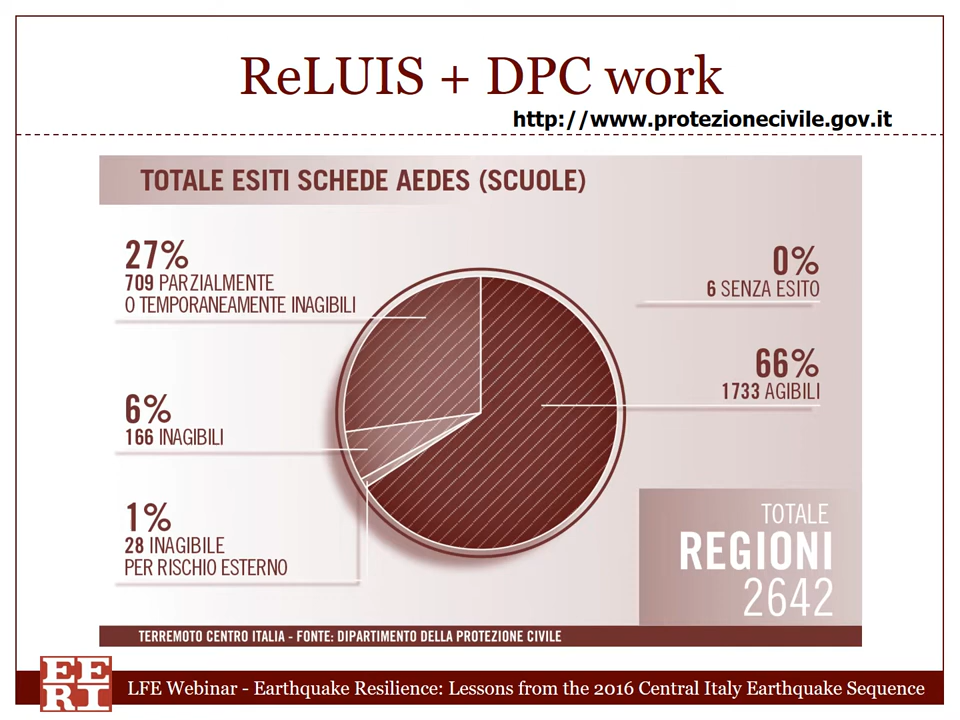 ReLUIS + DPC work
http://www.protezionecivile.gov.it
TOTALE ESITI SCHEDE AEDES (SCUOLE)
27%
709 PARZIALMENTE
O TEMPORANEAMENTE INAGIBILI
6%
166 INAGIBILI
1%
28 INAGIBILE
PER RISCHIO ESTERNO
0%
6 SENZA ESITO
66%
1733 AGIBILI
TOTALE
REGIONI
2642
TERREMOTO CENTRO ITALIA - FONTE: DIPARTIMENTO DELLA PROTEZIONE CIVILE
EE
RI
LFE Webinar - Earthquake Resilience: Lessons from the 2016 Central Italy Earthquake Sequence